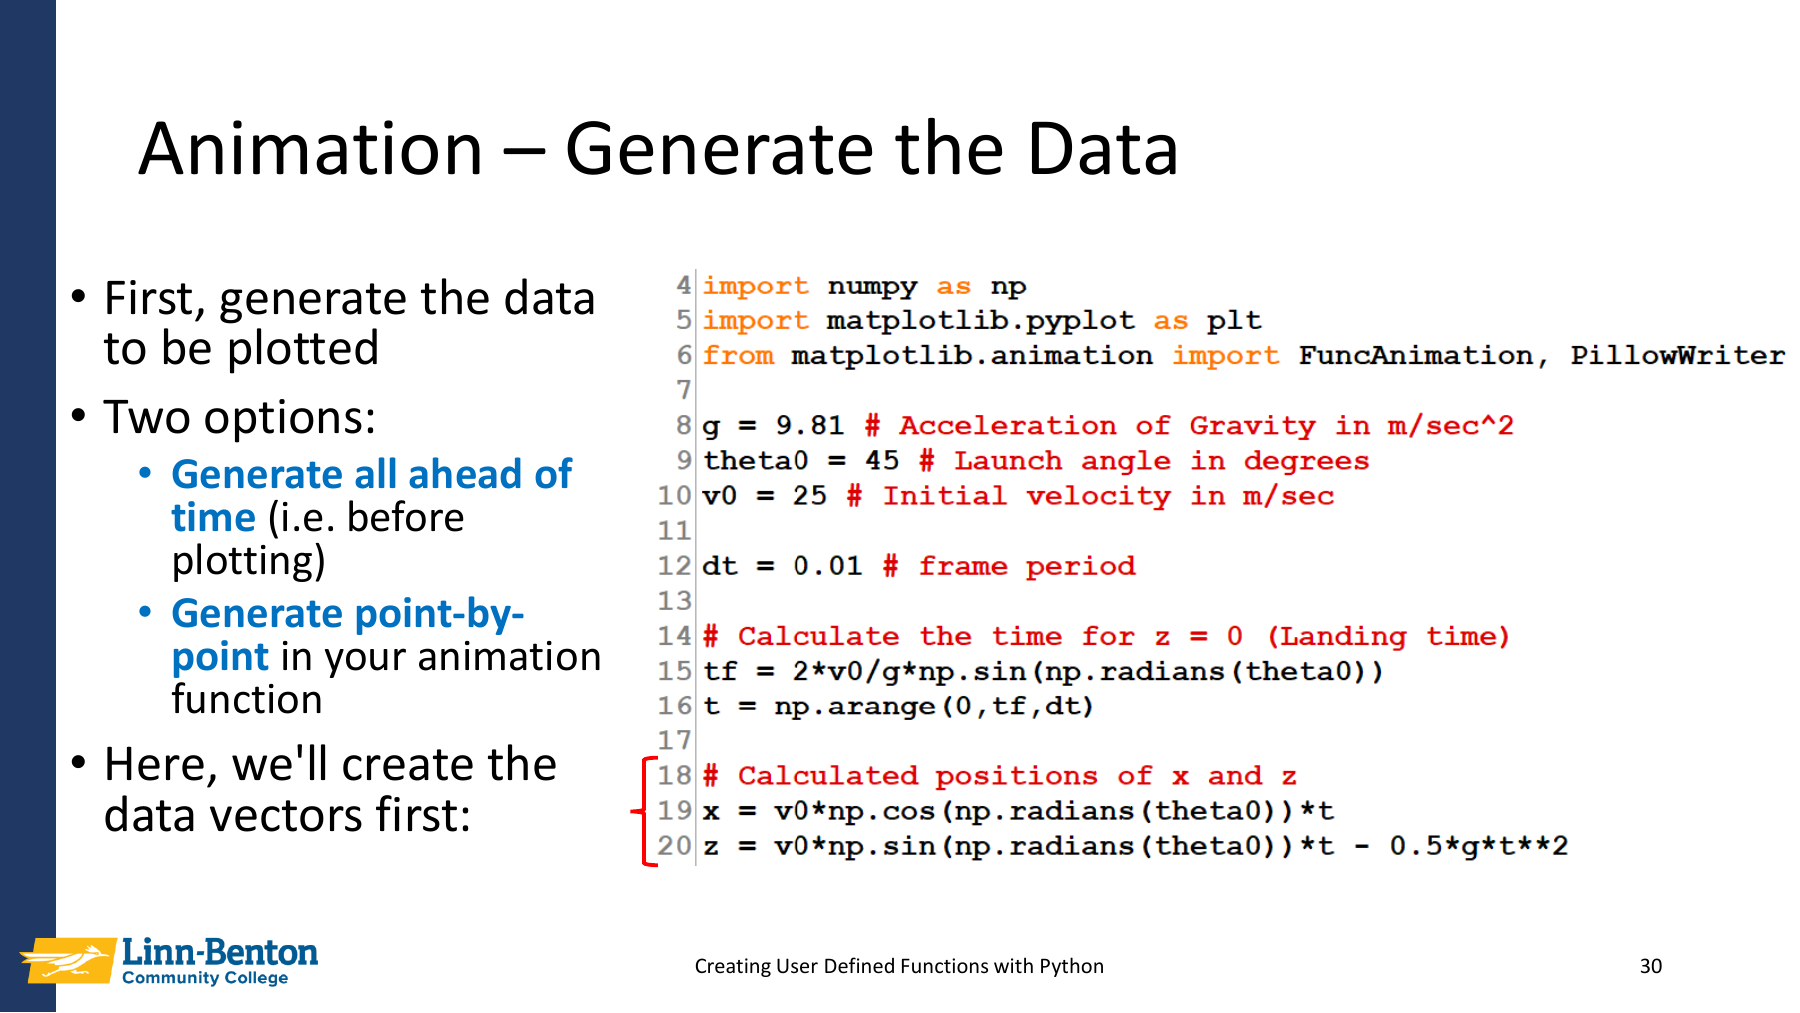 Animation – Generate the Data
• First, generate the data
to be plotted
• Two options:
• Generate all ahead of
time (i.e. before
plotting)
• Generate point-by-
point in your animation
function
• Here, we'll create the
data vectors first:
4 import numpy as np
5 import matplotlib.pyplot as plt
6 from matplotlib.animation import FuncAnimation, PillowWriter
7
8 g = 9.81 # Acceleration of Gravity in m/sec^2
9 theta0 = 45 # Launch angle in degrees
10 v0 = 25 # Initial velocity in m/sec
11
12 dt = 0.01 # frame period
13
14 # Calculate the time for z = 0 (Landing time)
15 tf = 2*v0/g*np.sin(np.radians(theta0))
16 t = np.arange(0,tf,dt)
17
18 # Calculated positions of x and z
19 x = v0*np.cos(np.radians(theta0))*t
20 z = v0*np.sin(np.radians(theta0))*t - 0.5*g*t**2
Linn-Benton
Community College
Creating User Defined Functions with Python
30